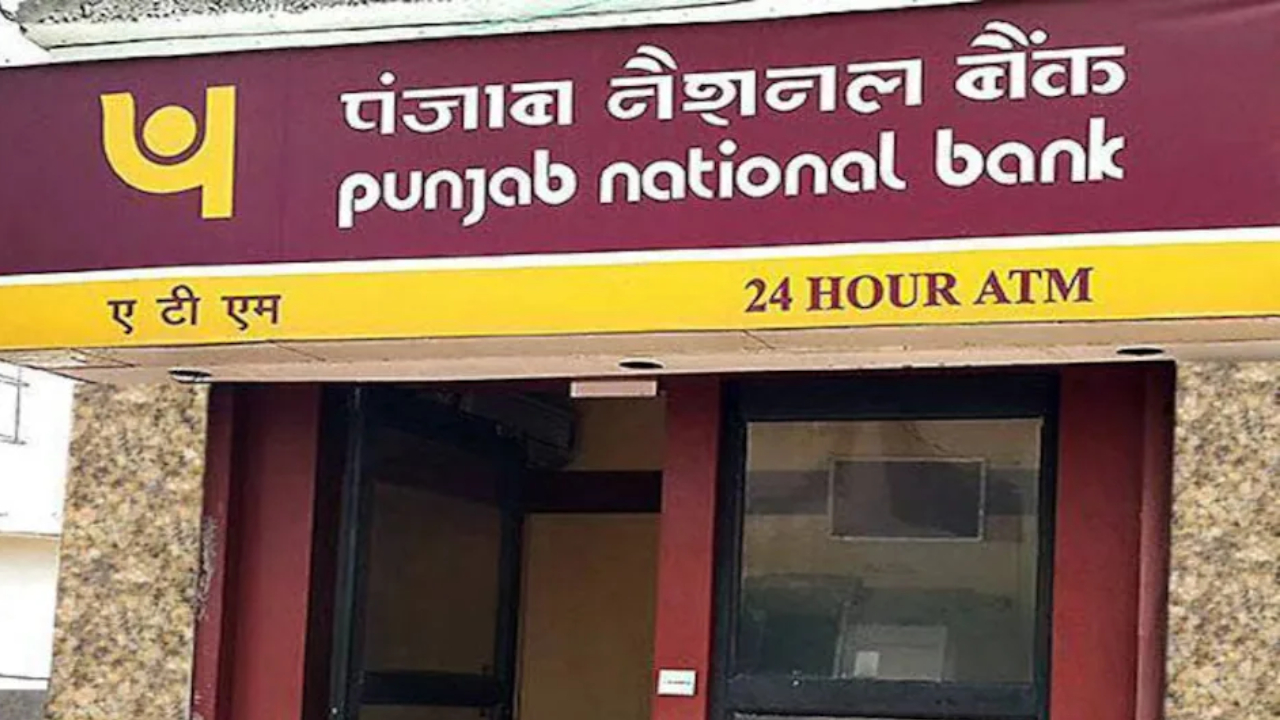 पंजाब नैशनल बैंक
punjab national bank
ए टी एम
24 HOUR ATM